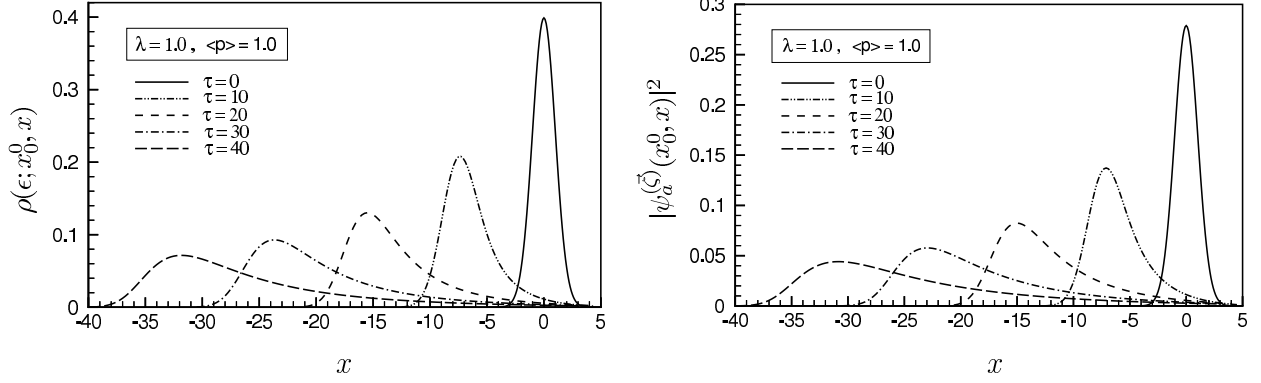 0.4
0.2
0.1
0
λ = 1.0 , <p> = 1.0
τ = 0
τ = 10
τ = 20
τ = 30
τ = 40
ρ(ϵ; x₀⁰, x)
-40 -35 -30 -25 -20 -15 -10 -5 0 5
x
0.3
0.25
0.2
0.15
0.1
0.05
0
λ = 1.0 , <p> = 1.0
τ = 0
τ = 10
τ = 20
τ = 30
τ = 40
|ψₐ^(ζ⃗)(x₀⁰, x)|²
-40 -35 -30 -25 -20 -15 -10 -5 0 5
x